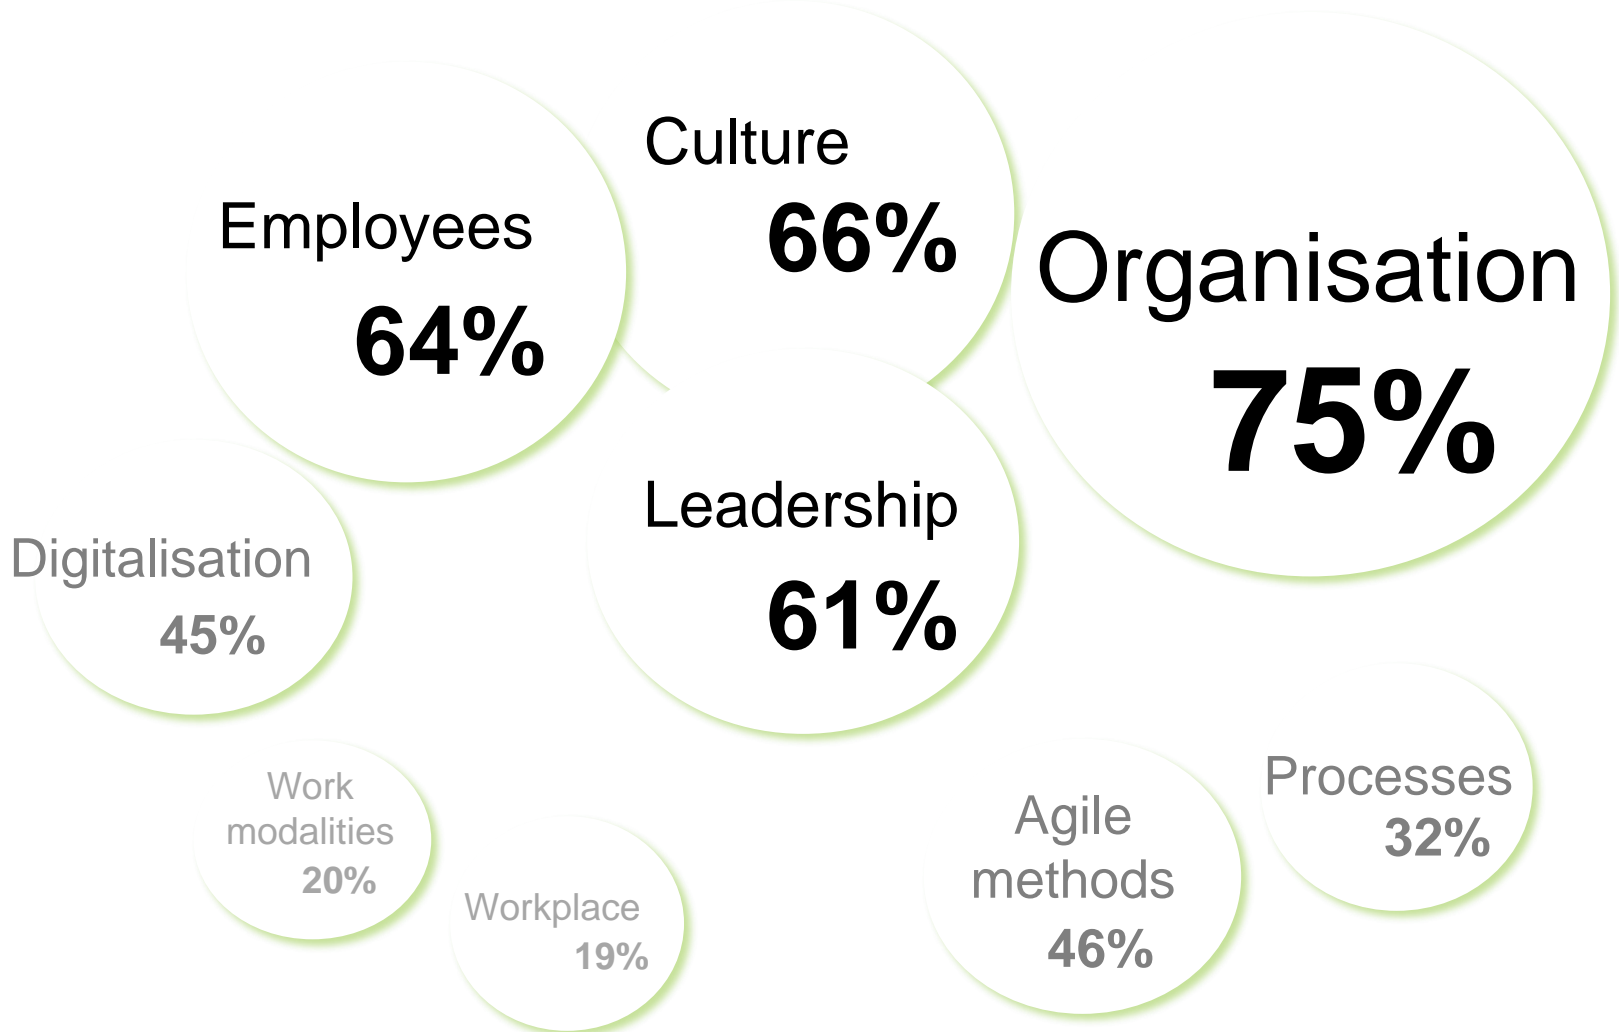 Culture
66%
Employees
64%
Organisation
75%
Leadership
61%
Digitalisation
45%
Work
modalities
20%
Workplace
19%
Agile
methods
46%
Processes
32%